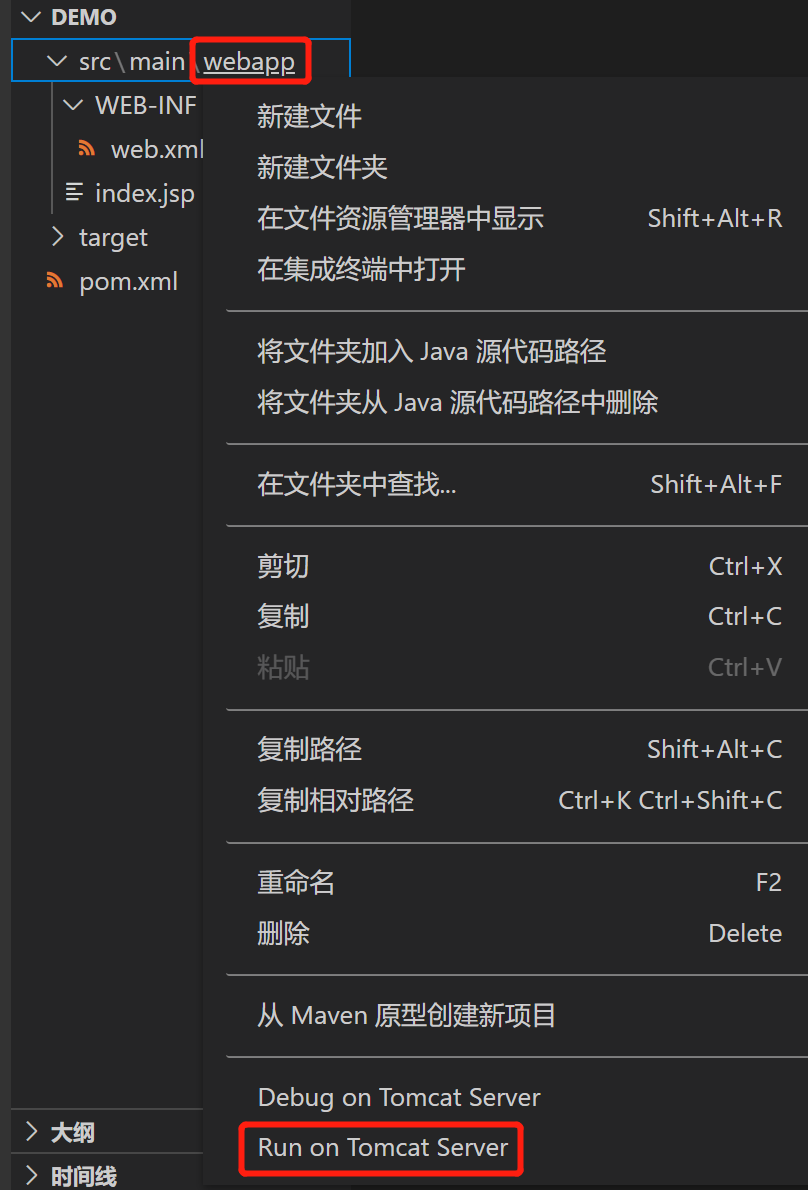 DEMO
src\main\webapp
WEB-INF
web.xml
index.jsp
target
pom.xml
新建文件
新建文件夹
在文件资源管理器中显示 Shift+Alt+R
在集成终端中打开
将文件夹加入 Java 源代码路径
将文件夹从 Java 源代码路径中删除
在文件夹中查找... Shift+Alt+F
剪切 Ctrl+X
复制 Ctrl+C
粘贴 Ctrl+V
复制路径 Shift+Alt+C
复制相对路径 Ctrl+K Ctrl+Shift+C
重命名 F2
删除 Delete
从 Maven 原型创建新项目
Debug on Tomcat Server
Run on Tomcat Server
大纲
时间线